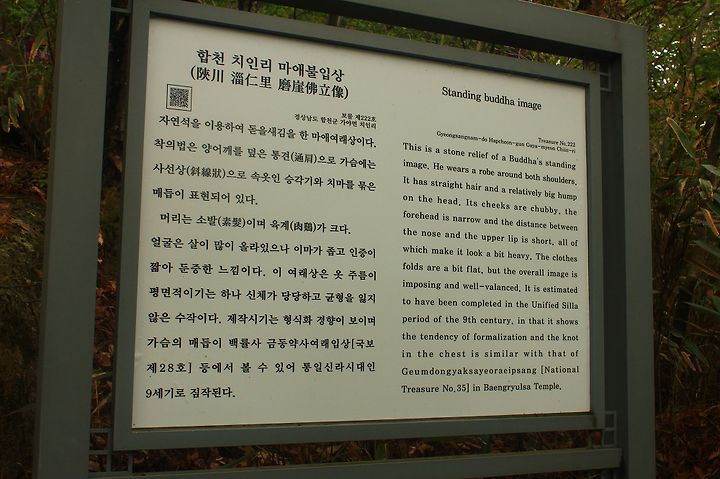 합천 치인리 마애불입상
(陜川 淄仁里 磨崖佛立像)
보물 제222호
경상남도 합천군 가야면 치인리
자연석을 이용하여 돋을새김을 한 마애여래상이다.
착의법은 양어깨를 덮은 통견(通肩)으로 가슴에는
사선상(斜線狀)으로 속옷인 승각기와 치마를 묶은
매듭이 표현되어 있다.
머리는 소발(素髮)이며 육계(肉鷄)가 크다.
얼굴은 살이 많이 올라있으나 이마가 좁고 인중이
짧아 둔중한 느낌이다. 이 여래상은 옷 주름이
평면적이기는 하나 신체가 당당하고 균형을 잃지
않은 수작이다. 제작시기는 형식화 경향이 보이며
가슴의 매듭이 백률사 금동약사여래입상[국보
제28호] 등에서 볼 수 있어 통일신라시대인
9세기로 짐작된다.
Standing buddha image
Treasure No.222
Gyeongsangnam-do Hapcheon-gun Gaya-myeon Chiin-ri
This is a stone relief of a Buddha's standing
image. He wears a robe around both shoulders.
It has straight hair and a relatively big hump
on the head. Its cheeks are chubby, the
forehead is narrow and the distance between
the nose and the upper lip is short, all of
which make it look a bit heavy. The clothes
folds are a bit flat, but the overall image is
imposing and well-valanced. It is estimated
to have been completed in the Unified Silla
period of the 9th century, in that it shows
the tendency of formalization and the knot
in the chest is similar with that of
Geumdongyaksayeoraeipsang [National
Treasure No.35] in Baengryulsa Temple.